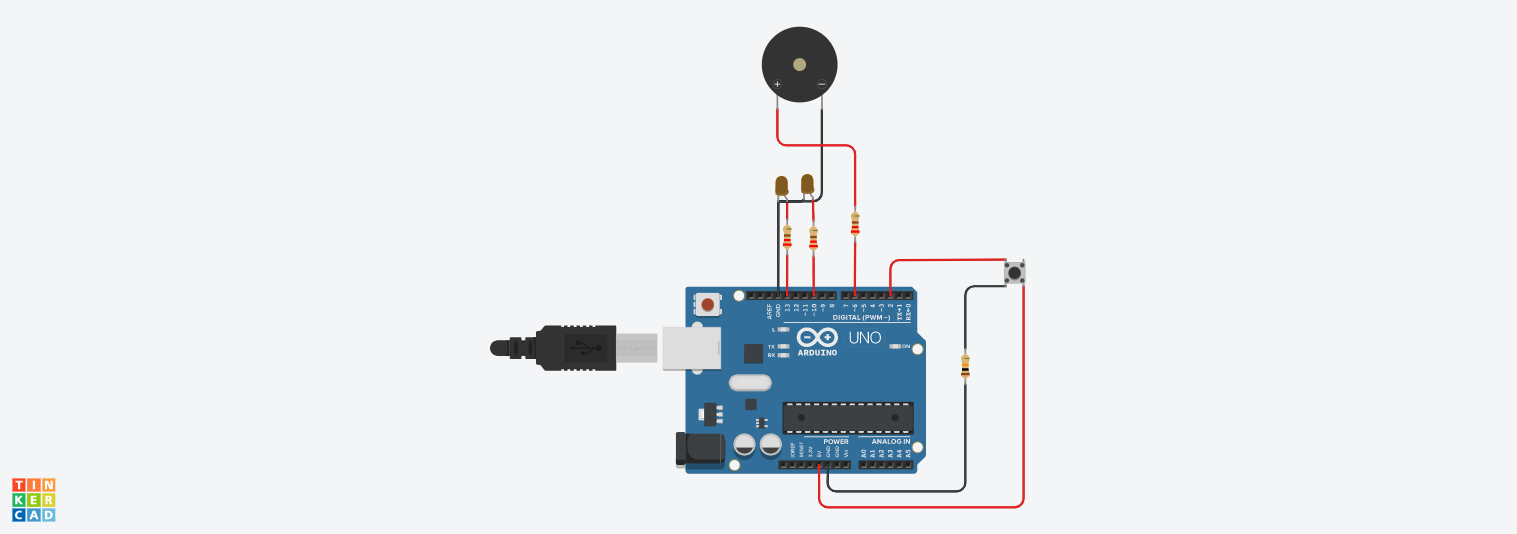 + −
AREF
GND
13
12
~11
~10
~9
8
7
~6
~5
4
~3
2
TX→1
RX←0
DIGITAL (PWM~)
L
TX
RX
ARDUINO
UNO
ON
POWER
ANALOG IN
IOREF
RESET
3.3V
5V
GND
GND
Vin
A0
A1
A2
A3
A4
A5
TIN
KER
CAD